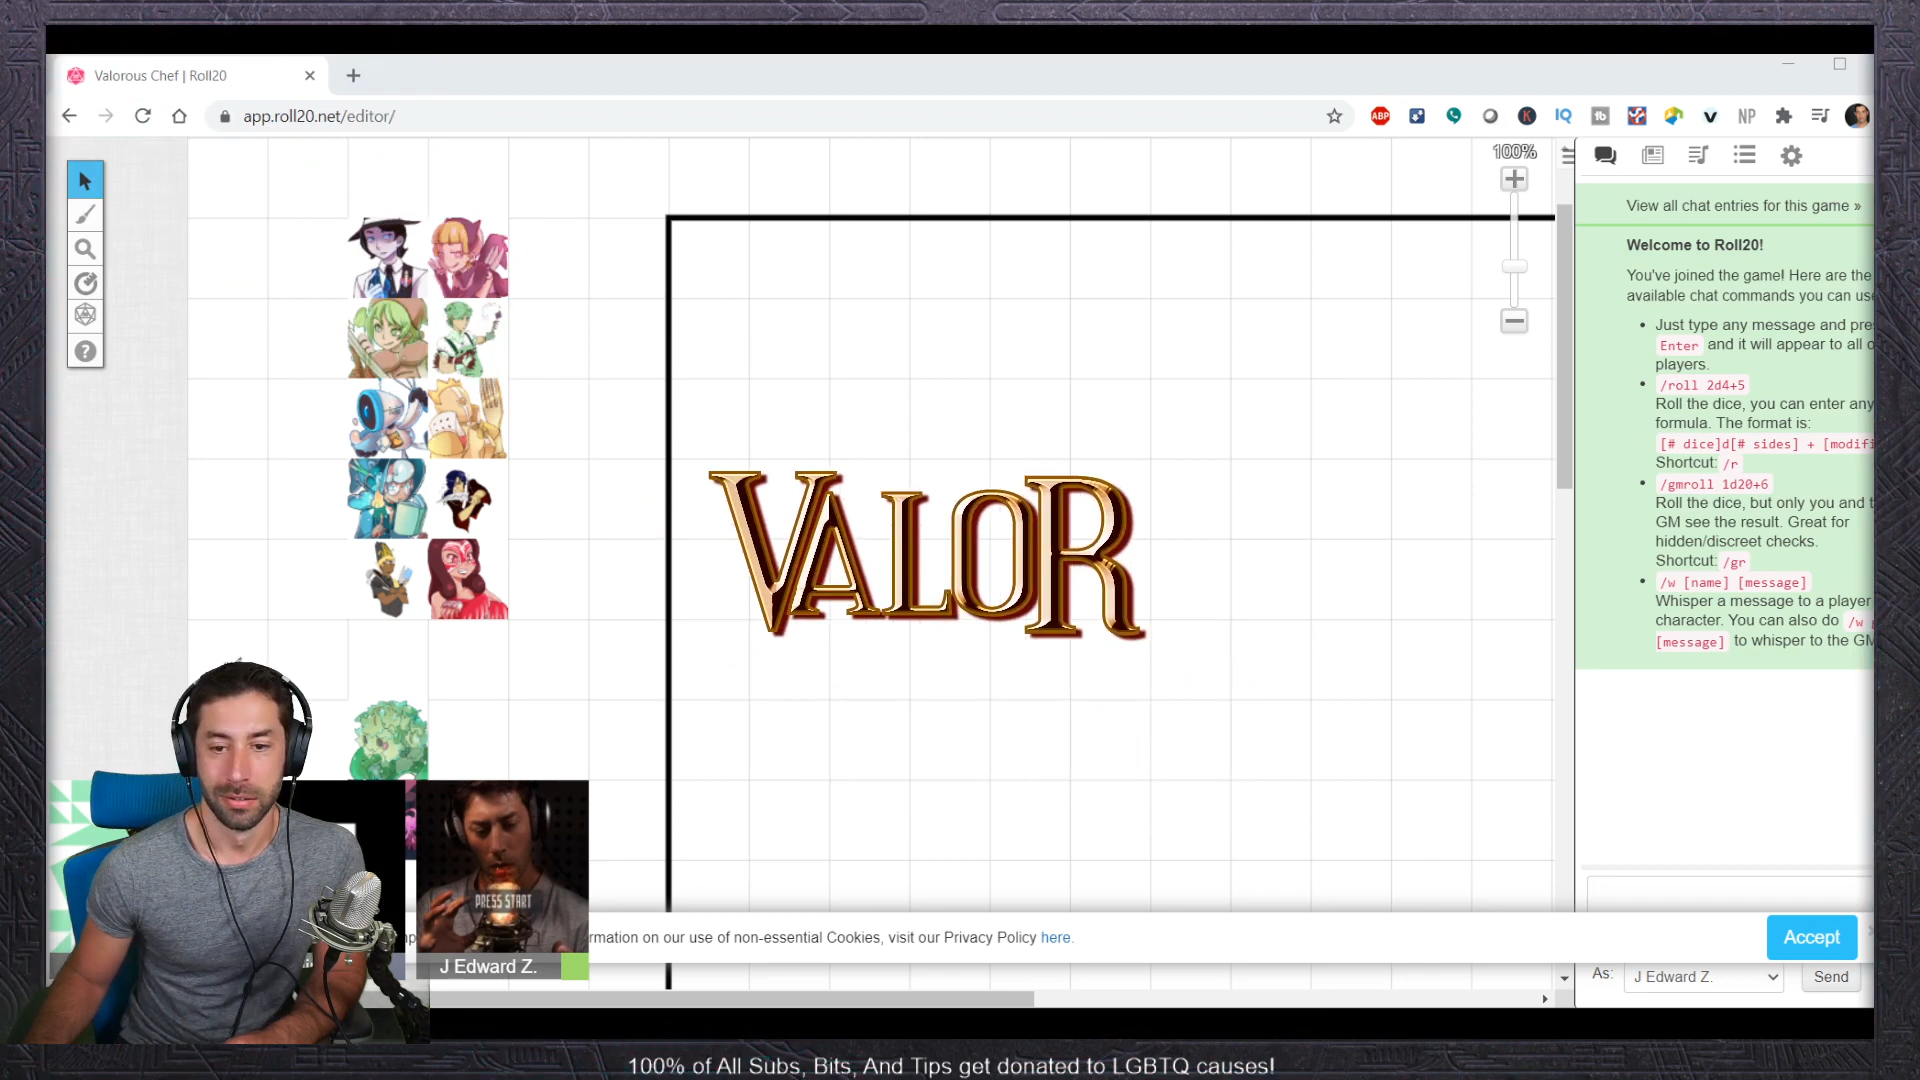 Valorous Chef | Roll20
app.roll20.net/editor/
ABP
K
IQ
tb
V
NP
100%
View all chat entries for this game »
Welcome to Roll20!
You've joined the game! Here are the
available chat commands you can use
Just type any message and pre
Enter and it will appear to all o
players.
/roll 2d4+5
Roll the dice, you can enter any
formula. The format is:
[# dice]d[# sides] + [modifi
Shortcut: /r
/gmroll 1d20+6
Roll the dice, but only you and t
GM see the result. Great for
hidden/discreet checks.
Shortcut: /gr
/w [name] [message]
Whisper a message to a player
character. You can also do /w
[message] to whisper to the GM
VALOR
PRESS START
J Edward Z.
rmation on our use of non-essential Cookies, visit our Privacy Policy here.
Accept
As: J Edward Z.
Send
100% of All Subs, Bits, And Tips get donated to LGBTQ causes!